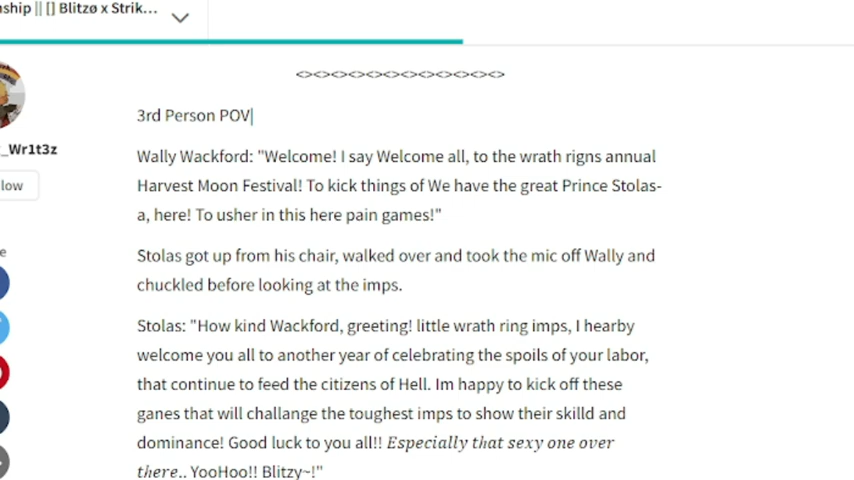 ship || [] Blitzø x Strik...
<><><><><><><><><><><><>
3rd Person POV
_Wr1t3z
Wally Wackford: "Welcome! I say Welcome all, to the wrath rigns annual
Harvest Moon Festival! To kick things of We have the great Prince Stolas-
a, here! To usher in this here pain games!"
low
Stolas got up from his chair, walked over and took the mic off Wally and
chuckled before looking at the imps.
Stolas: "How kind Wackford, greeting! little wrath ring imps, I hearby
welcome you all to another year of celebrating the spoils of your labor,
that continue to feed the citizens of Hell. Im happy to kick off these
ganes that will challange the toughest imps to show their skilld and
dominance! Good luck to you all!! Especially that sexy one over
there.. YooHoo!! Blitzy~!"